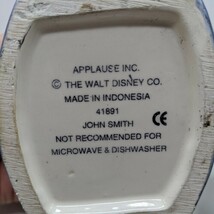 APPLAUSE INC.
© THE WALT DISNEY CO.
MADE IN INDONESIA
41891
JOHN SMITH CE
NOT RECOMMENDED FOR
MICROWAVE & DISHWASHER